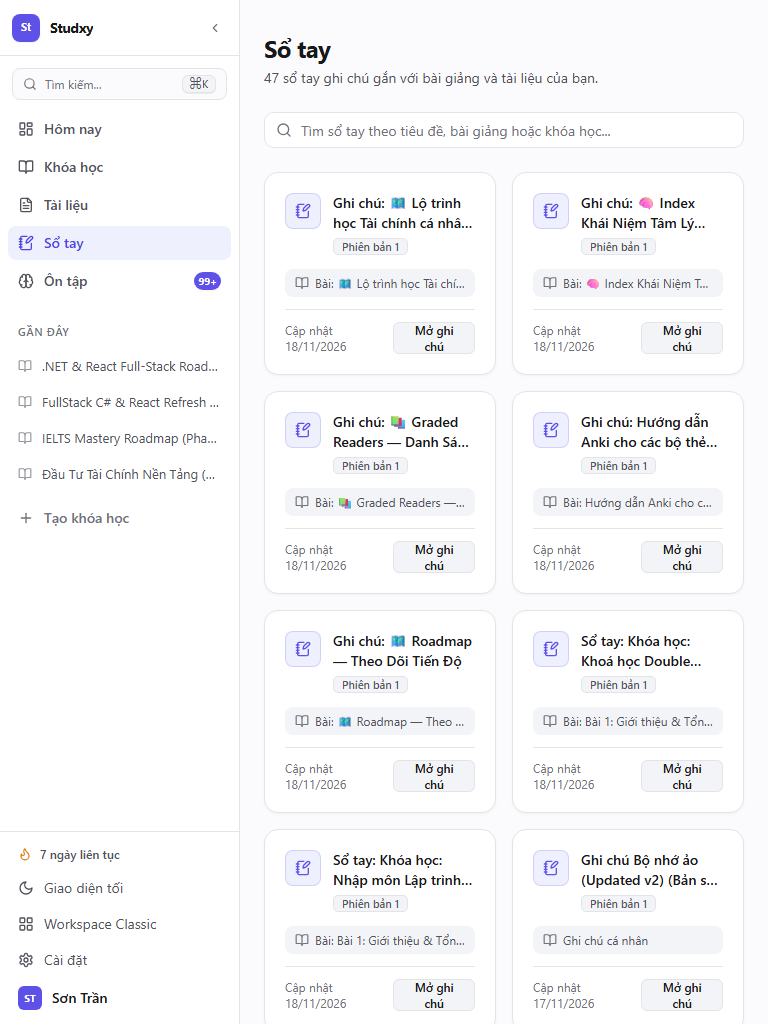 St Studxy
Tìm kiếm... ⌘K
Hôm nay
Khóa học
Tài liệu
Sổ tay
Ôn tập 99+
GẦN ĐÂY
.NET & React Full-Stack Road...
FullStack C# & React Refresh ...
IELTS Mastery Roadmap (Pha...
Đầu Tư Tài Chính Nền Tảng (...
Tạo khóa học
7 ngày liên tục
Giao diện tối
Workspace Classic
Cài đặt
ST Sơn Trần
Sổ tay
47 sổ tay ghi chú gắn với bài giảng và tài liệu của bạn.
Tìm sổ tay theo tiêu đề, bài giảng hoặc khóa học...
Ghi chú: 🗺️ Lộ trình
học Tài chính cá nhâ...
Phiên bản 1
Bài: 🗺️ Lộ trình học Tài chí...
Cập nhật
18/11/2026
Mở ghi
chú
Ghi chú: 🧠 Index
Khái Niệm Tâm Lý...
Phiên bản 1
Bài: 🧠 Index Khái Niệm T...
Cập nhật
18/11/2026
Mở ghi
chú
Ghi chú: 📚 Graded
Readers — Danh Sá...
Phiên bản 1
Bài: 📚 Graded Readers —...
Cập nhật
18/11/2026
Mở ghi
chú
Ghi chú: Hướng dẫn
Anki cho các bộ thẻ...
Phiên bản 1
Bài: Hướng dẫn Anki cho c...
Cập nhật
18/11/2026
Mở ghi
chú
Ghi chú: 🗺️ Roadmap
— Theo Dõi Tiến Độ
Phiên bản 1
Bài: 🗺️ Roadmap — Theo ...
Cập nhật
18/11/2026
Mở ghi
chú
Sổ tay: Khóa học:
Khoá học Double...
Phiên bản 1
Bài: Bài 1: Giới thiệu & Tổn...
Cập nhật
18/11/2026
Mở ghi
chú
Sổ tay: Khóa học:
Nhập môn Lập trình...
Phiên bản 1
Bài: Bài 1: Giới thiệu & Tổn...
Cập nhật
18/11/2026
Mở ghi
chú
Ghi chú Bộ nhớ ảo
(Updated v2) (Bản s...
Phiên bản 1
Ghi chú cá nhân
Cập nhật
17/11/2026
Mở ghi
chú